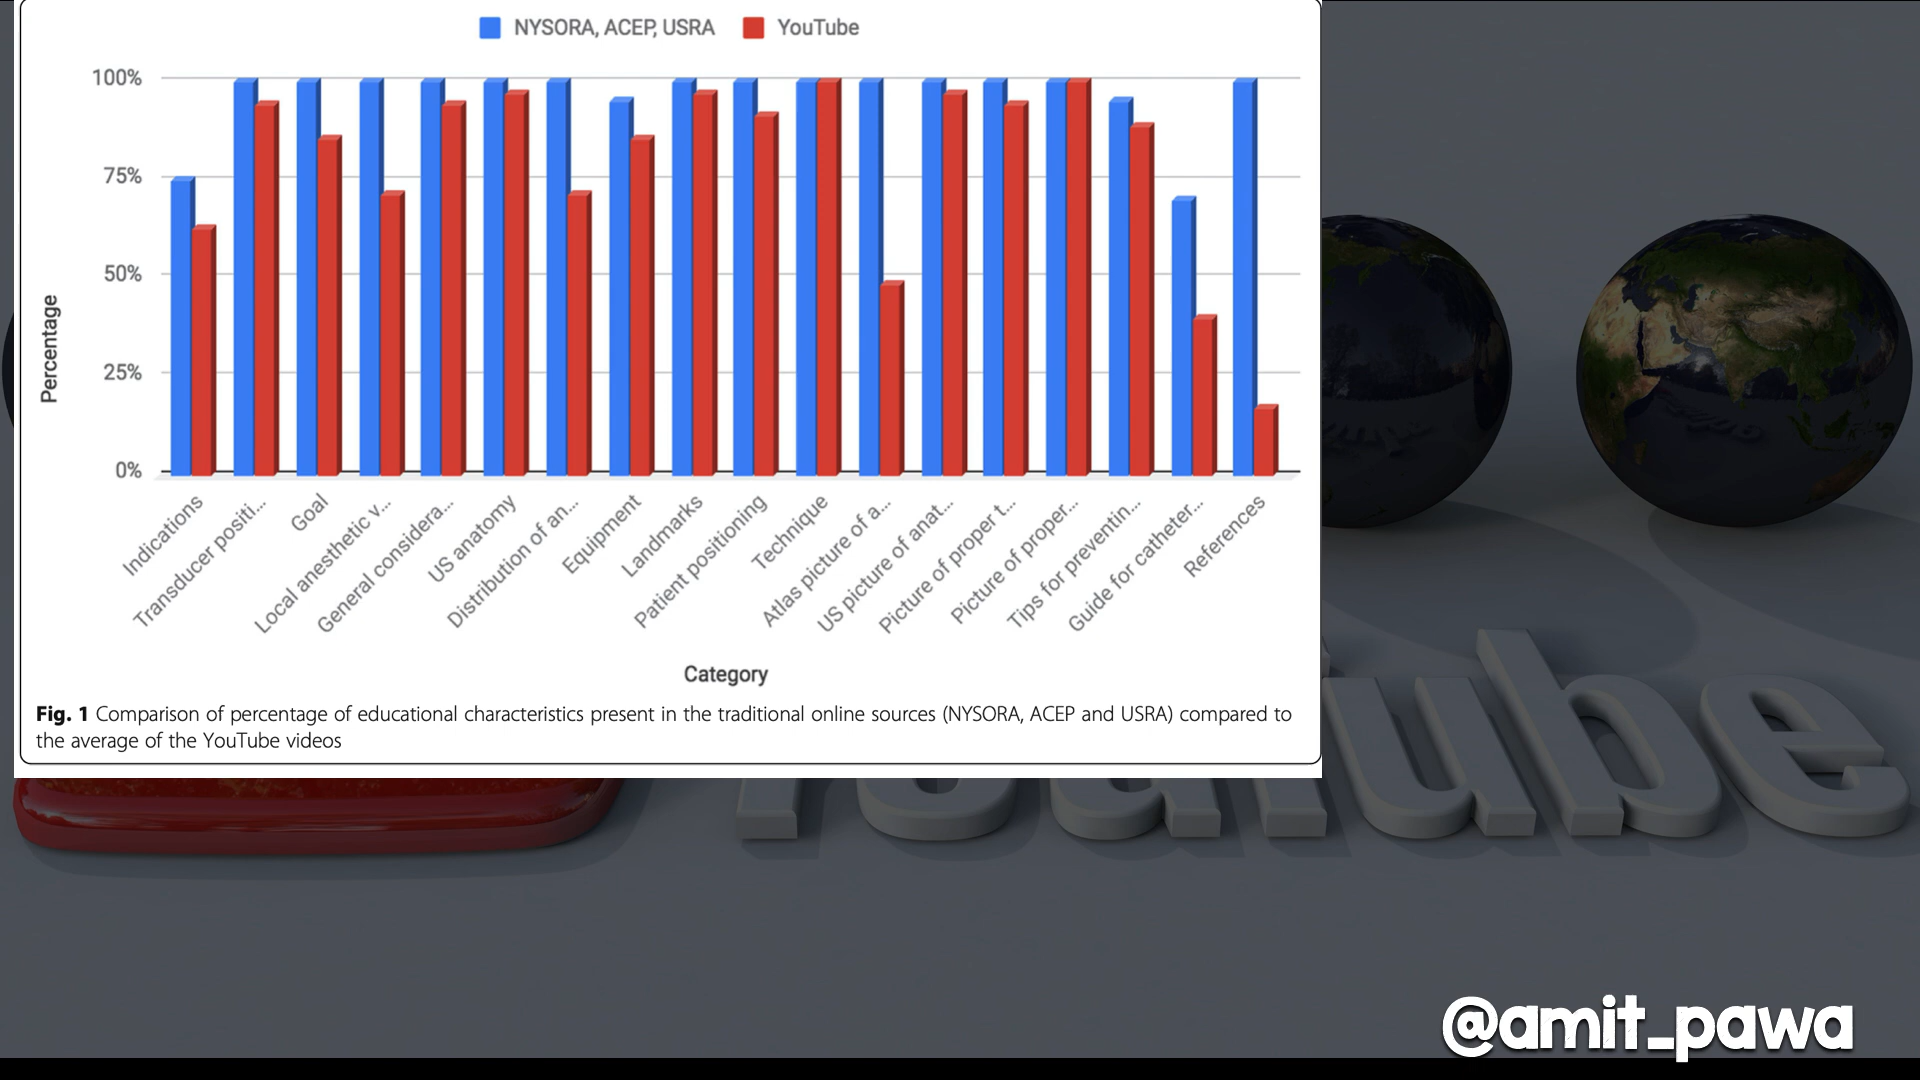 NYSORA, ACEP, USRA YouTube
100%
75%
50%
25%
0%
Percentage
Indications
Transducer positi...
Goal
Local anesthetic v...
General considera...
US anatomy
Distribution of an...
Equipment
Landmarks
Patient positioning
Technique
Atlas picture of a...
US picture of anat...
Picture of proper t...
Picture of proper...
Tips for preventin...
Guide for catheter...
References
Category
Fig. 1 Comparison of percentage of educational characteristics present in the traditional online sources (NYSORA, ACEP and USRA) compared to
the average of the YouTube videos
YouTube
@amit_pawa